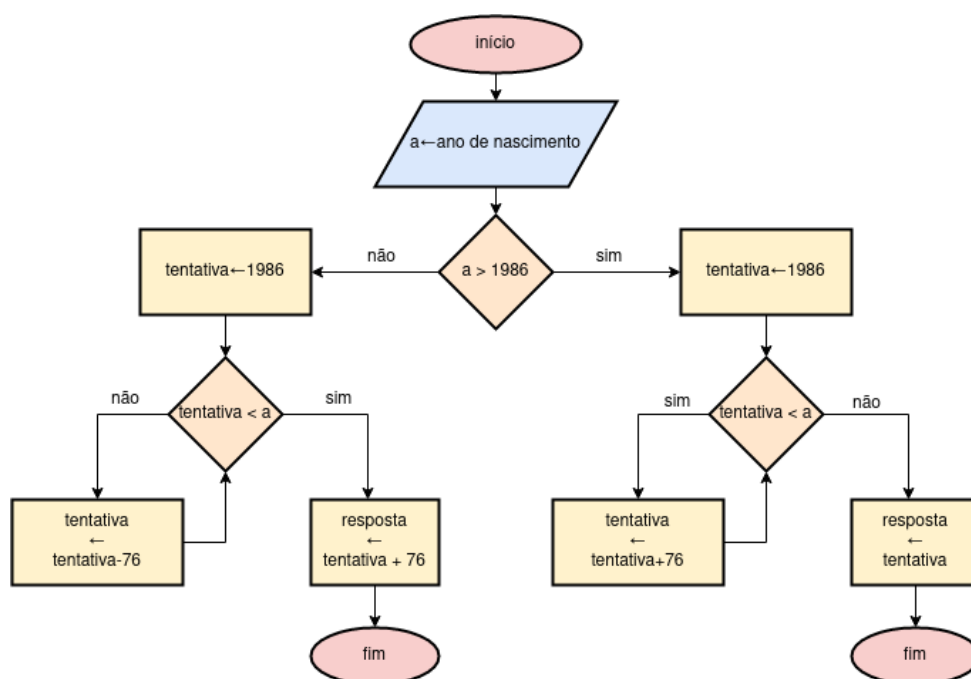 início
a←ano de nascimento
não
a > 1986
sim
tentativa←1986
tentativa←1986
não
tentativa < a
sim
sim
tentativa < a
não
tentativa
←
tentativa-76
resposta
←
tentativa + 76
tentativa
←
tentativa+76
resposta
←
tentativa
fim
fim